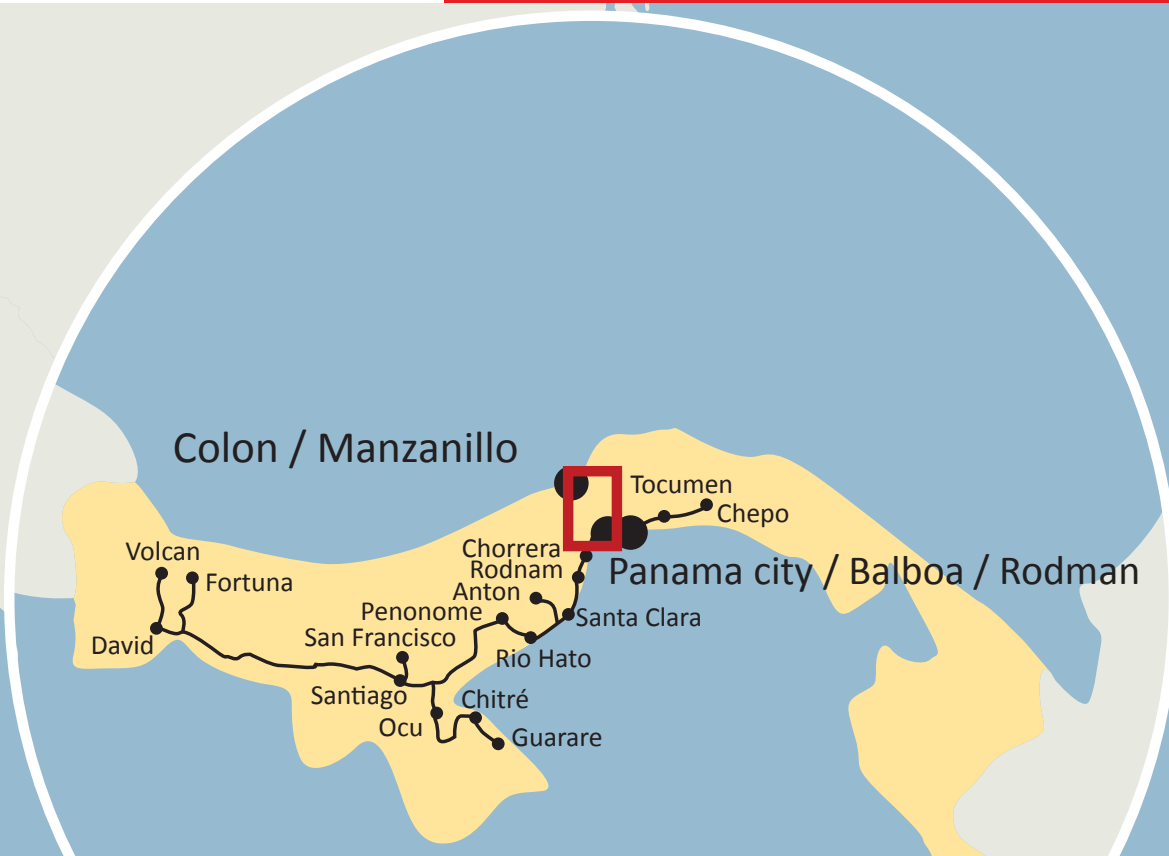 Colon / Manzanillo
Tocumen
Chepo
Volcan
Chorrera
Rodnam
Panama city / Balboa / Rodman
Fortuna
Anton
Penonome
Santa Clara
San Francisco
David
Rio Hato
Santiago
Chitré
Ocu
Guarare